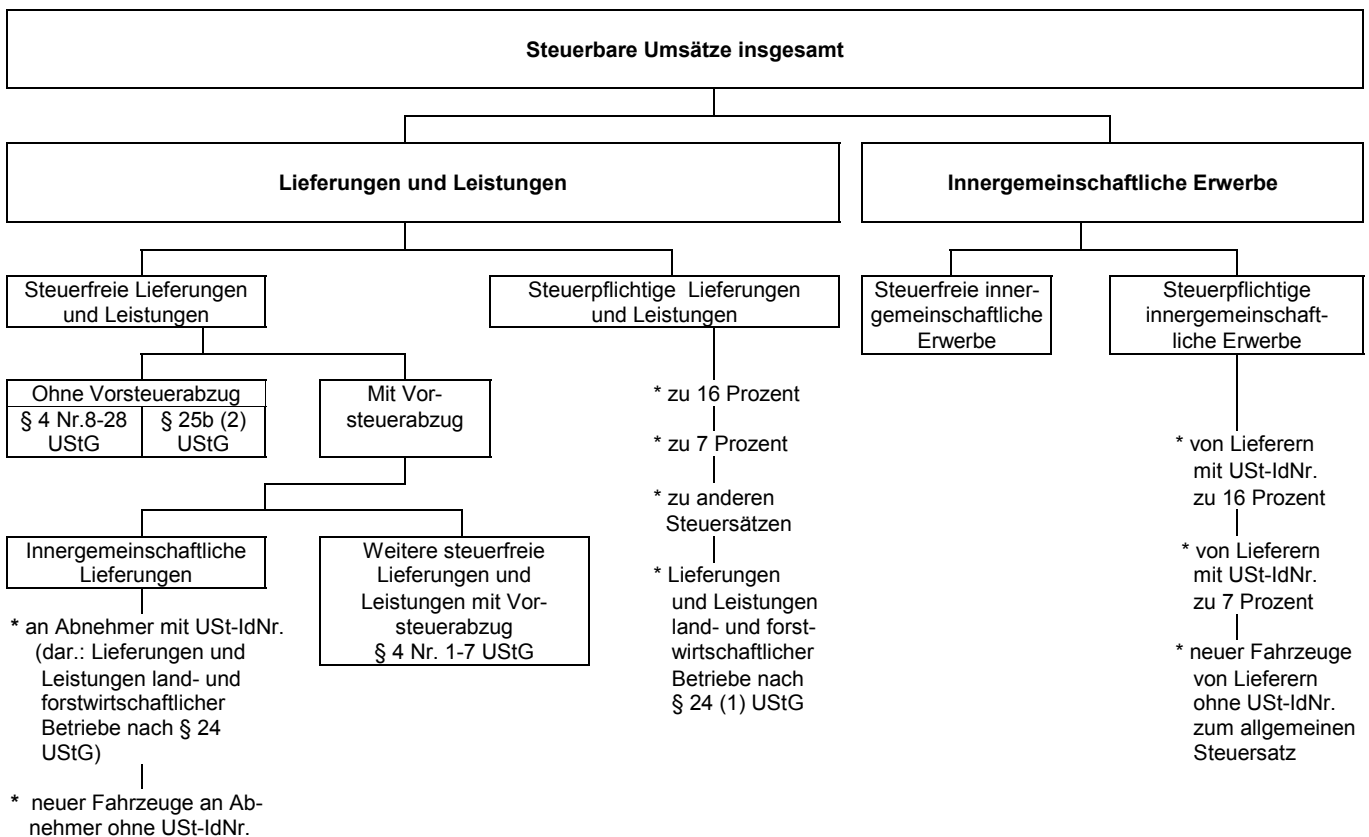 Steuerbare Umsätze insgesamt
Lieferungen und Leistungen
Innergemeinschaftliche Erwerbe
Steuerfreie Lieferungen
und Leistungen
Steuerpflichtige Lieferungen
und Leistungen
Steuerfreie inner-
gemeinschaftliche
Erwerbe
Steuerpflichtige
innergemeinschaft-
liche Erwerbe
Ohne Vorsteuerabzug
§ 4 Nr.8-28
UStG
§ 25b (2)
UStG
Mit Vor-
steuerabzug
* zu 16 Prozent
* zu 7 Prozent
* zu anderen
Steuersätzen
* Lieferungen
und Leistungen
land- und forst-
wirtschaftlicher
Betriebe nach
§ 24 (1) UStG
* von Lieferern
mit USt-IdNr.
zu 16 Prozent
* von Lieferern
mit USt-IdNr.
zu 7 Prozent
* neuer Fahrzeuge
von Lieferern
ohne USt-IdNr.
zum allgemeinen
Steuersatz
Innergemeinschaftliche
Lieferungen
Weitere steuerfreie
Lieferungen und
Leistungen mit Vor-
steuerabzug
§ 4 Nr. 1-7 UStG
* an Abnehmer mit USt-IdNr.
(dar.: Lieferungen und
Leistungen land- und
forstwirtschaftlicher
Betriebe nach § 24
UStG)
* neuer Fahrzeuge an Ab-
nehmer ohne USt-IdNr.